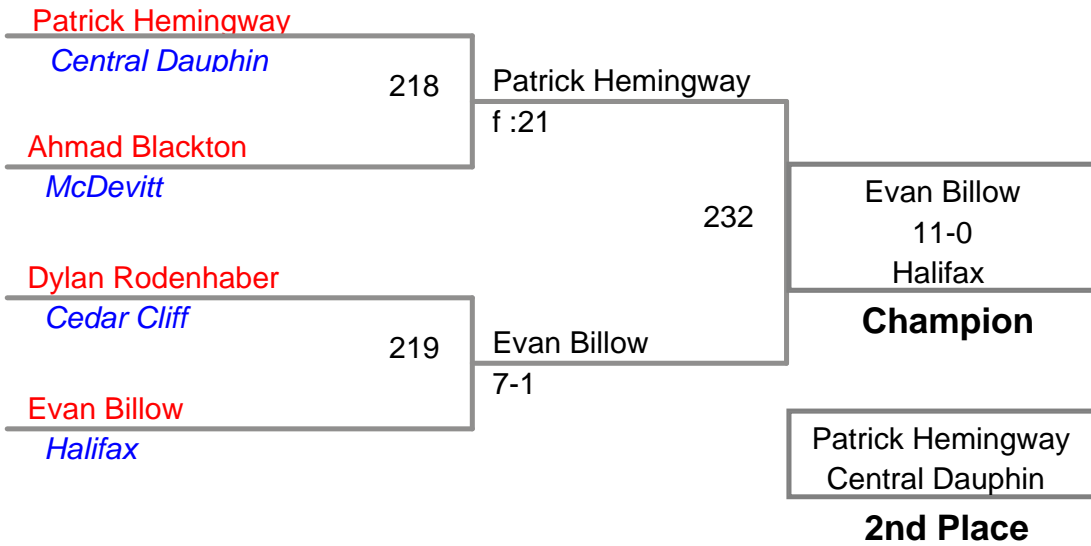 Patrick Hemingway
Central Dauphin
218
Patrick Hemingway
f :21
Ahmad Blackton
McDevitt
232
Evan Billow
11-0
Halifax
Champion
Dylan Rodenhaber
Cedar Cliff
219
Evan Billow
7-1
Evan Billow
Halifax
Patrick Hemingway
Central Dauphin
2nd Place